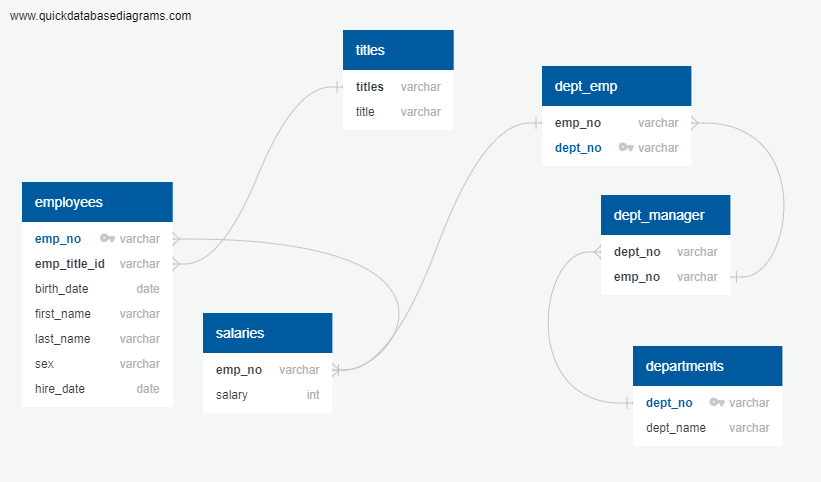 www.quickdatabasediagrams.com
titles
titles varchar
title varchar
dept_emp
emp_no varchar
dept_no varchar
employees
emp_no varchar
emp_title_id varchar
birth_date date
first_name varchar
last_name varchar
sex varchar
hire_date date
dept_manager
dept_no varchar
emp_no varchar
salaries
emp_no varchar
salary int
departments
dept_no varchar
dept_name varchar